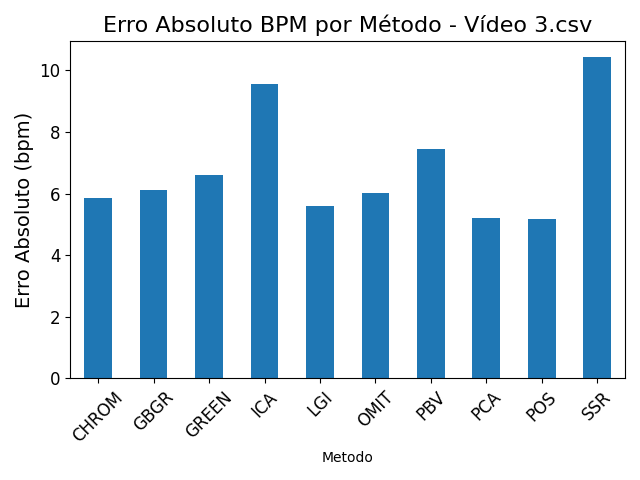 Erro Absoluto BPM por Método - Vídeo 3.csv
Erro Absoluto (bpm)
10
8
6
4
2
0
CHROM
GBGR
GREEN
ICA
LGI
OMIT
PBV
PCA
POS
SSR
Metodo